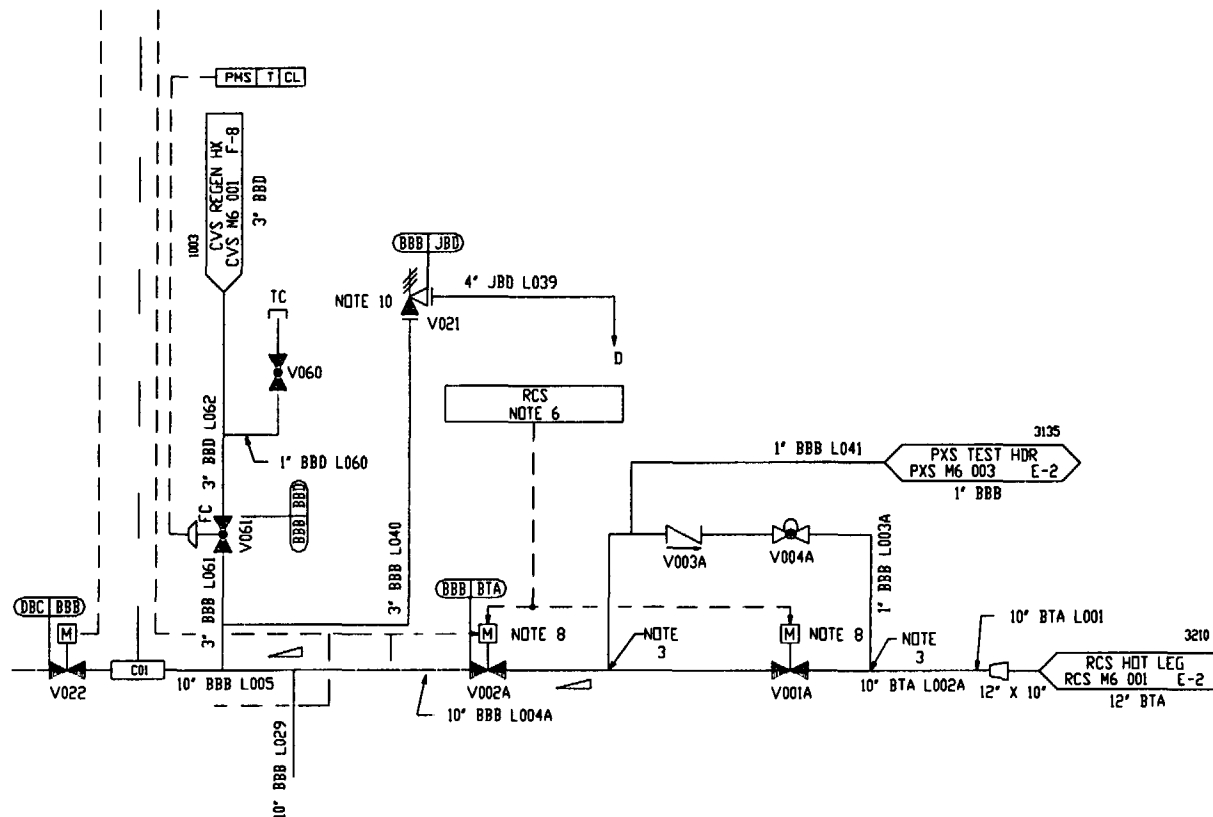 PMS T CL
CVS REGEN HX
CVS M6 001 F-8
3" BBD
1003
BBB JBD
4" JBD L039
NOTE 10
V021
D
TC
V060
RCS
NOTE 6
3" BBD L062
1" BBD L060
3135
1" BBB L041
PXS TEST HDR
PXS M6 003 E-2
1" BBB
FC
V061
BBB BBD
3" BBB L040
V003A
V004A
1" BBB L003A
3" BBB L061
DBC BBB
BBB BTA
M
M
NOTE 8
NOTE
3
M
NOTE 8
NOTE
3
10" BTA L001
3210
RCS HOT LEG
RCS M6 001 E-2
12" BTA
12" X 10"
C01
V022
10" BBB L005
V002A
V001A
10" BTA L002A
10" BBB L004A
10" BBB L029